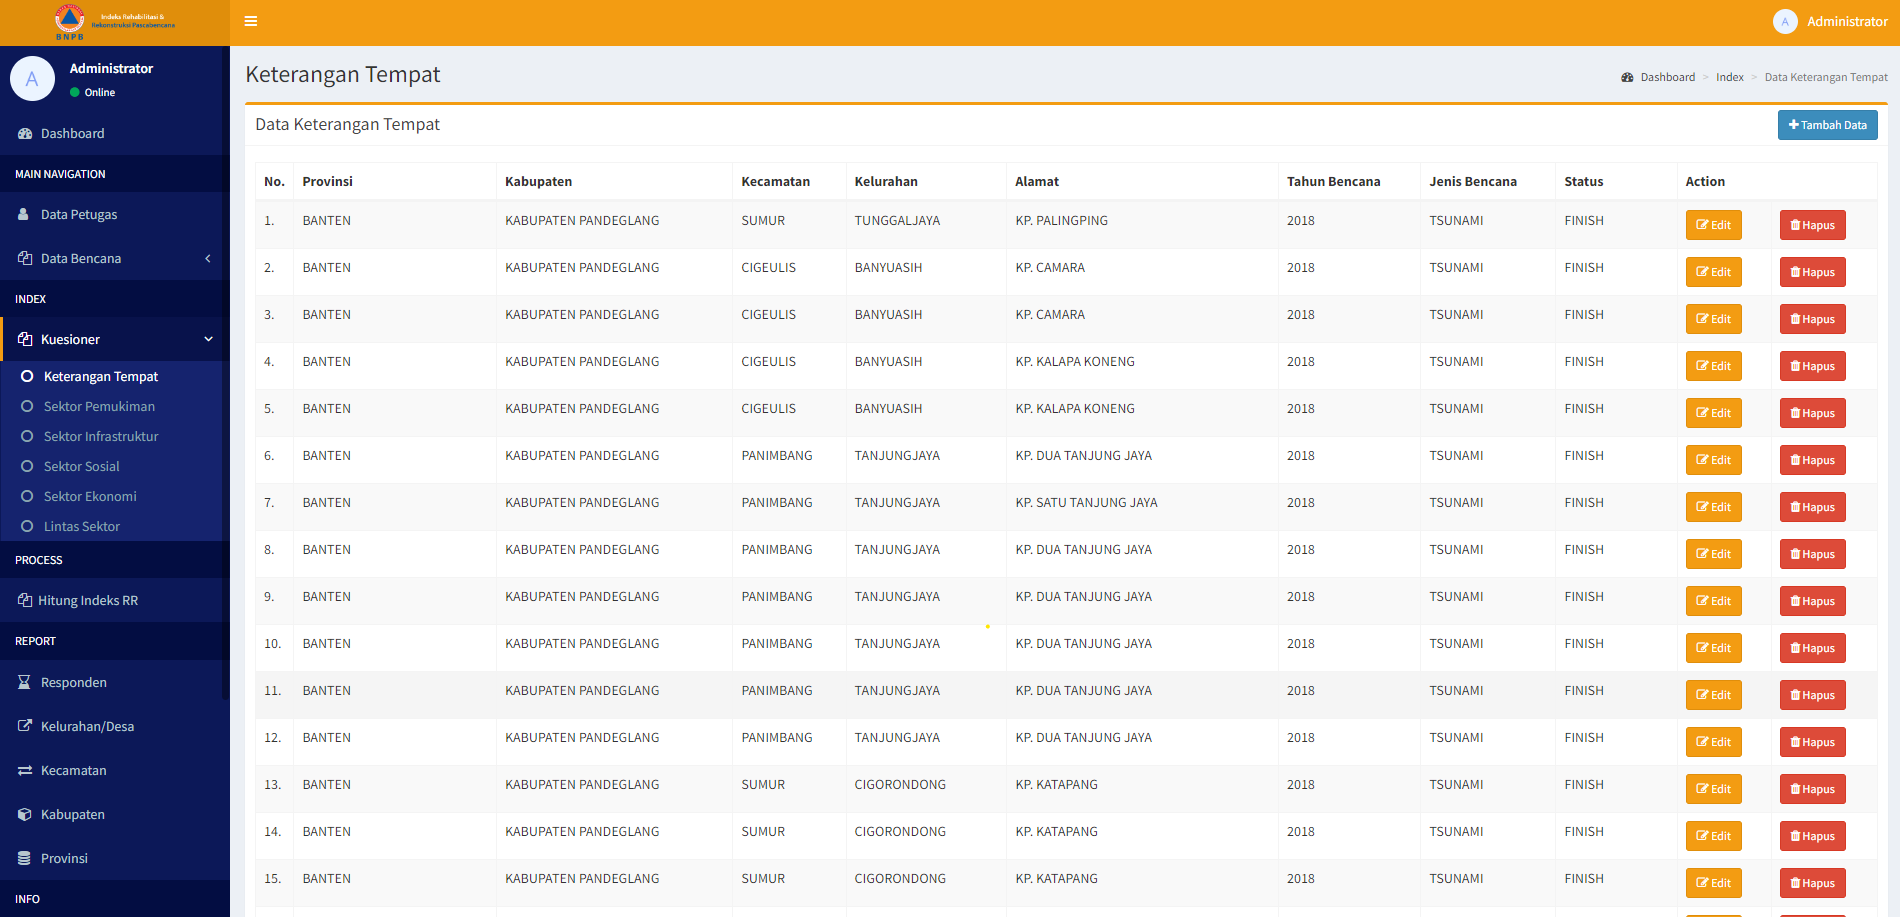 Indeks Rehabilitasi &
Rekonstruksi Pascabencana
BNPB
A Administrator
A
Administrator
Online
Dashboard
MAIN NAVIGATION
Data Petugas
Data Bencana
INDEX
Kuesioner
Keterangan Tempat
Sektor Pemukiman
Sektor Infrastruktur
Sektor Sosial
Sektor Ekonomi
Lintas Sektor
PROCESS
Hitung Indeks RR
REPORT
Responden
Kelurahan/Desa
Kecamatan
Kabupaten
Provinsi
INFO
Keterangan Tempat
Dashboard > Index > Data Keterangan Tempat
Data Keterangan Tempat
Tambah Data
No. Provinsi Kabupaten Kecamatan Kelurahan Alamat Tahun Bencana Jenis Bencana Status Action
1. BANTEN KABUPATEN PANDEGLANG SUMUR TUNGGALJAYA KP. PALINGPING 2018 TSUNAMI FINISH Edit Hapus
2. BANTEN KABUPATEN PANDEGLANG CIGEULIS BANYUASIH KP. CAMARA 2018 TSUNAMI FINISH Edit Hapus
3. BANTEN KABUPATEN PANDEGLANG CIGEULIS BANYUASIH KP. CAMARA 2018 TSUNAMI FINISH Edit Hapus
4. BANTEN KABUPATEN PANDEGLANG CIGEULIS BANYUASIH KP. KALAPA KONENG 2018 TSUNAMI FINISH Edit Hapus
5. BANTEN KABUPATEN PANDEGLANG CIGEULIS BANYUASIH KP. KALAPA KONENG 2018 TSUNAMI FINISH Edit Hapus
6. BANTEN KABUPATEN PANDEGLANG PANIMBANG TANJUNGJAYA KP. DUA TANJUNG JAYA 2018 TSUNAMI FINISH Edit Hapus
7. BANTEN KABUPATEN PANDEGLANG PANIMBANG TANJUNGJAYA KP. SATU TANJUNG JAYA 2018 TSUNAMI FINISH Edit Hapus
8. BANTEN KABUPATEN PANDEGLANG PANIMBANG TANJUNGJAYA KP. DUA TANJUNG JAYA 2018 TSUNAMI FINISH Edit Hapus
9. BANTEN KABUPATEN PANDEGLANG PANIMBANG TANJUNGJAYA KP. DUA TANJUNG JAYA 2018 TSUNAMI FINISH Edit Hapus
10. BANTEN KABUPATEN PANDEGLANG PANIMBANG TANJUNGJAYA KP. DUA TANJUNG JAYA 2018 TSUNAMI FINISH Edit Hapus
11. BANTEN KABUPATEN PANDEGLANG PANIMBANG TANJUNGJAYA KP. DUA TANJUNG JAYA 2018 TSUNAMI FINISH Edit Hapus
12. BANTEN KABUPATEN PANDEGLANG PANIMBANG TANJUNGJAYA KP. DUA TANJUNG JAYA 2018 TSUNAMI FINISH Edit Hapus
13. BANTEN KABUPATEN PANDEGLANG SUMUR CIGORONDONG KP. KATAPANG 2018 TSUNAMI FINISH Edit Hapus
14. BANTEN KABUPATEN PANDEGLANG SUMUR CIGORONDONG KP. KATAPANG 2018 TSUNAMI FINISH Edit Hapus
15. BANTEN KABUPATEN PANDEGLANG SUMUR CIGORONDONG KP. KATAPANG 2018 TSUNAMI FINISH Edit Hapus